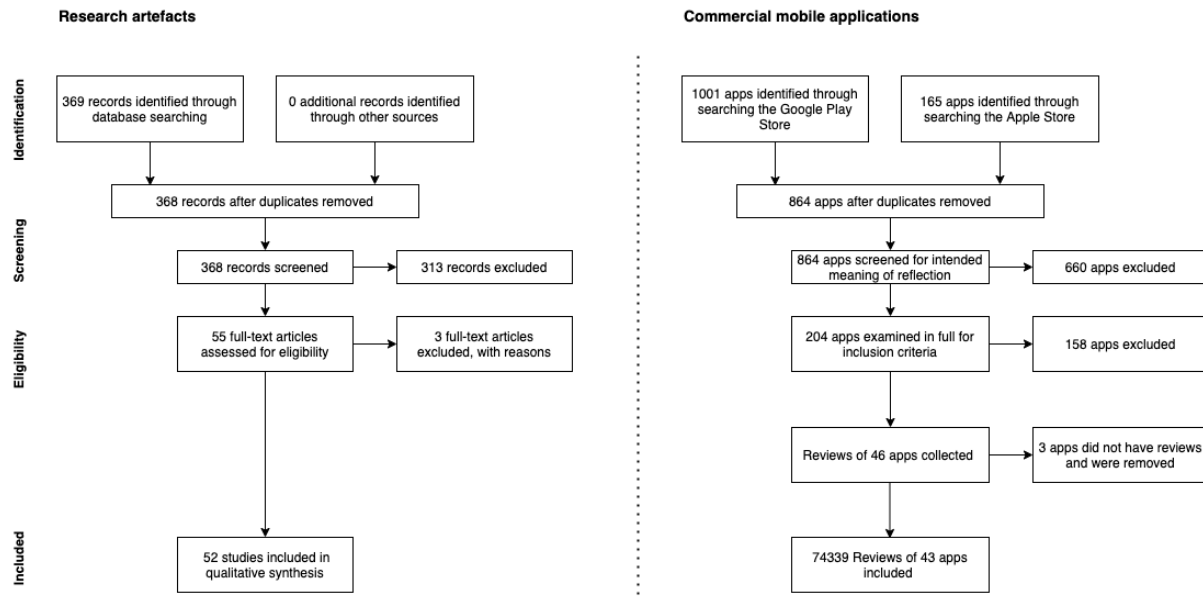 Research artefacts
Commercial mobile applications
Identification
369 records identified through
database searching
0 additional records identified
through other sources
1001 apps identified through
searching the Google Play
Store
165 apps identified through
searching the Apple Store
368 records after duplicates removed
864 apps after duplicates removed
Screening
368 records screened
313 records excluded
864 apps screened for intended
meaning of reflection
660 apps excluded
Eligibility
55 full-text articles
assessed for eligibility
3 full-text articles
excluded, with reasons
204 apps examined in full for
inclusion criteria
158 apps excluded
Reviews of 46 apps collected
3 apps did not have reviews
and were removed
Included
52 studies included in
qualitative synthesis
74339 Reviews of 43 apps
included